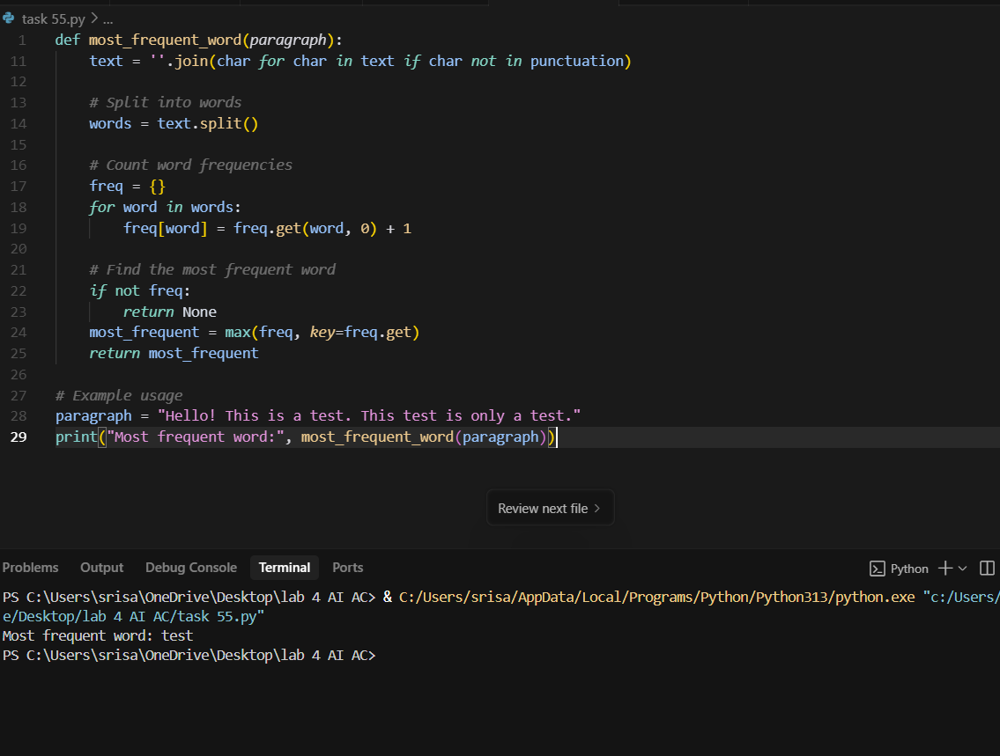 task 55.py > ...
1 def most_frequent_word(paragraph):
11 text = ''.join(char for char in text if char not in punctuation)
12
13 # Split into words
14 words = text.split()
15
16 # Count word frequencies
17 freq = {}
18 for word in words:
19 freq[word] = freq.get(word, 0) + 1
20
21 # Find the most frequent word
22 if not freq:
23 return None
24 most_frequent = max(freq, key=freq.get)
25 return most_frequent
26
27 # Example usage
28 paragraph = "Hello! This is a test. This test is only a test."
29 print("Most frequent word:", most_frequent_word(paragraph))
Review next file >
Problems Output Debug Console Terminal Ports Python
PS C:\Users\srisa\OneDrive\Desktop\lab 4 AI AC> & C:/Users/srisa/AppData/Local/Programs/Python/Python313/python.exe "c:/Users/
e/Desktop/lab 4 AI AC/task 55.py"
Most frequent word: test
PS C:\Users\srisa\OneDrive\Desktop\lab 4 AI AC>